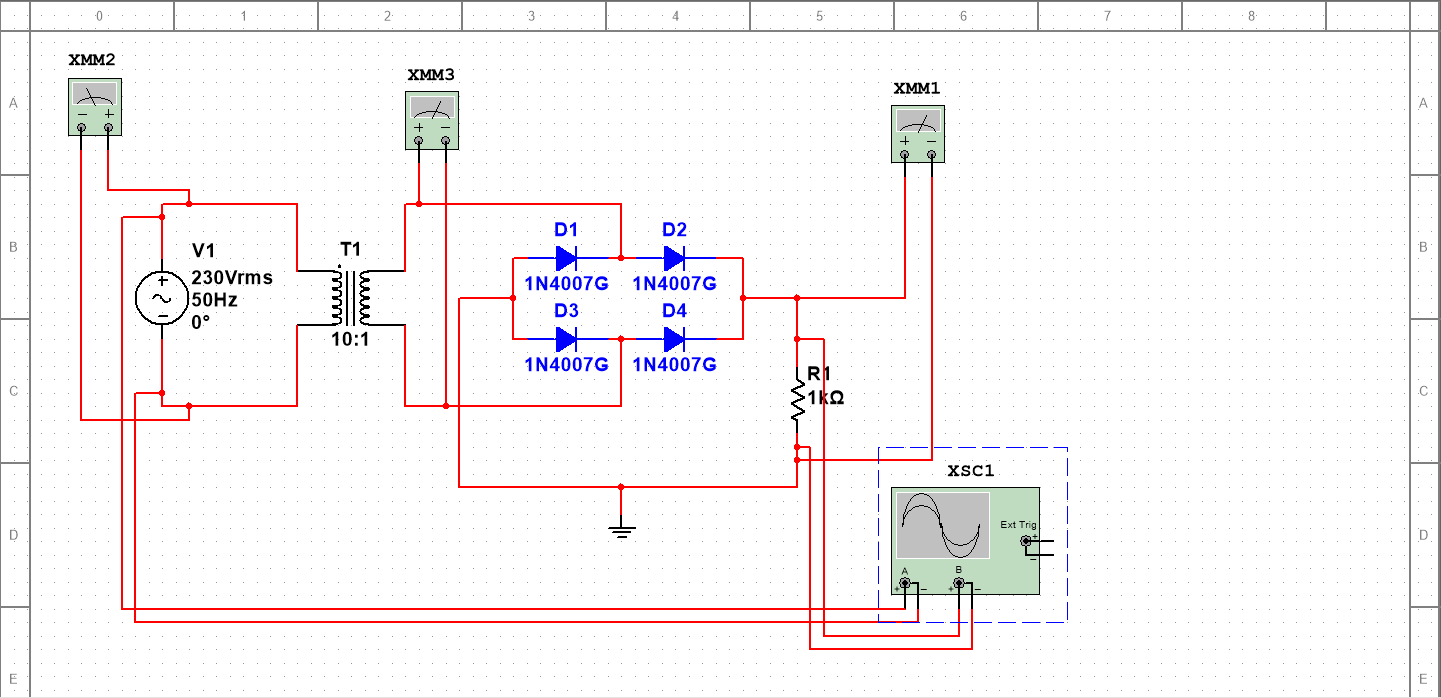 0 1 2 3 4 5 6 7 8
A A
B B
C C
D D
E E
XMM2
− +
XMM3
+ −
XMM1
+ −
V1
230Vrms
50Hz
0°
+
−
T1
10:1
D1
1N4007G
D2
1N4007G
D3
1N4007G
D4
1N4007G
R1
1kΩ
XSC1
Ext Trig
+
−
A B
+ − + −